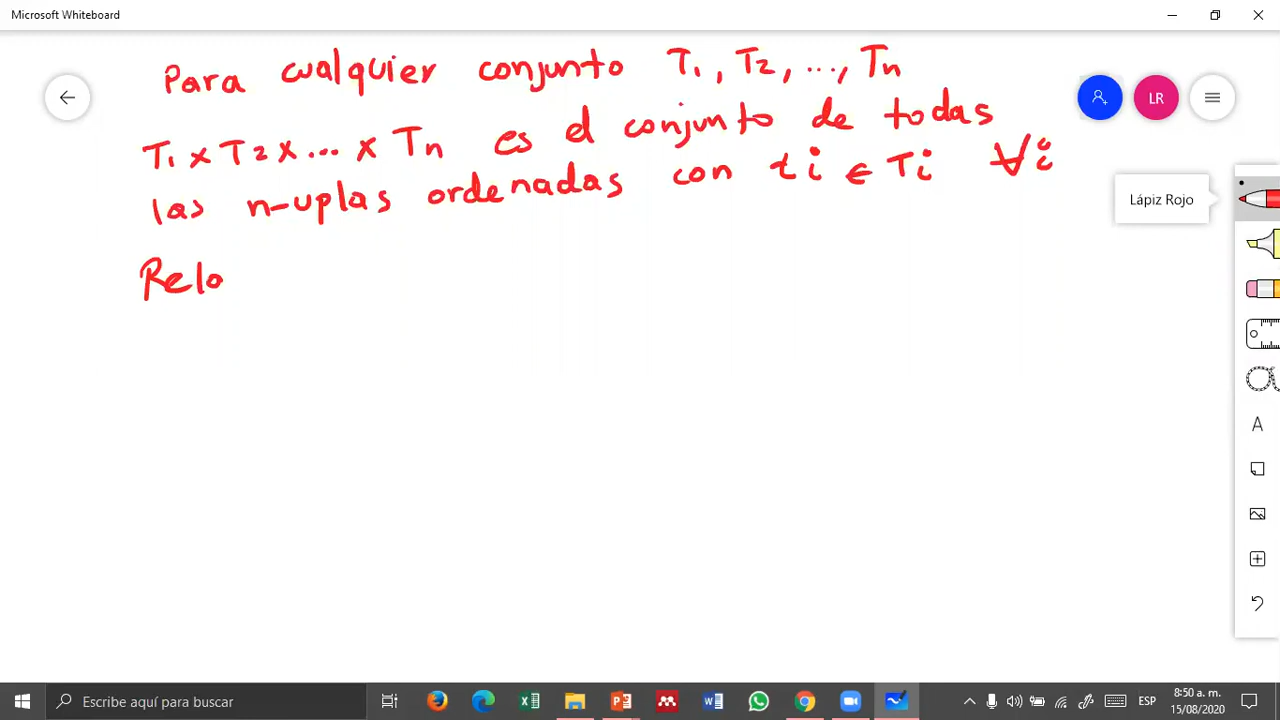 Microsoft Whiteboard
Para cualquier conjunto T1, T2, ..., Tn
T1 x T2 x ... x Tn es el conjunto de todas
las n-uplas ordenadas con ti ∈ Ti ∀i
Rela
LR
Lápiz Rojo
A
Escribe aquí para buscar
ESP
8:50 a. m.
15/08/2020